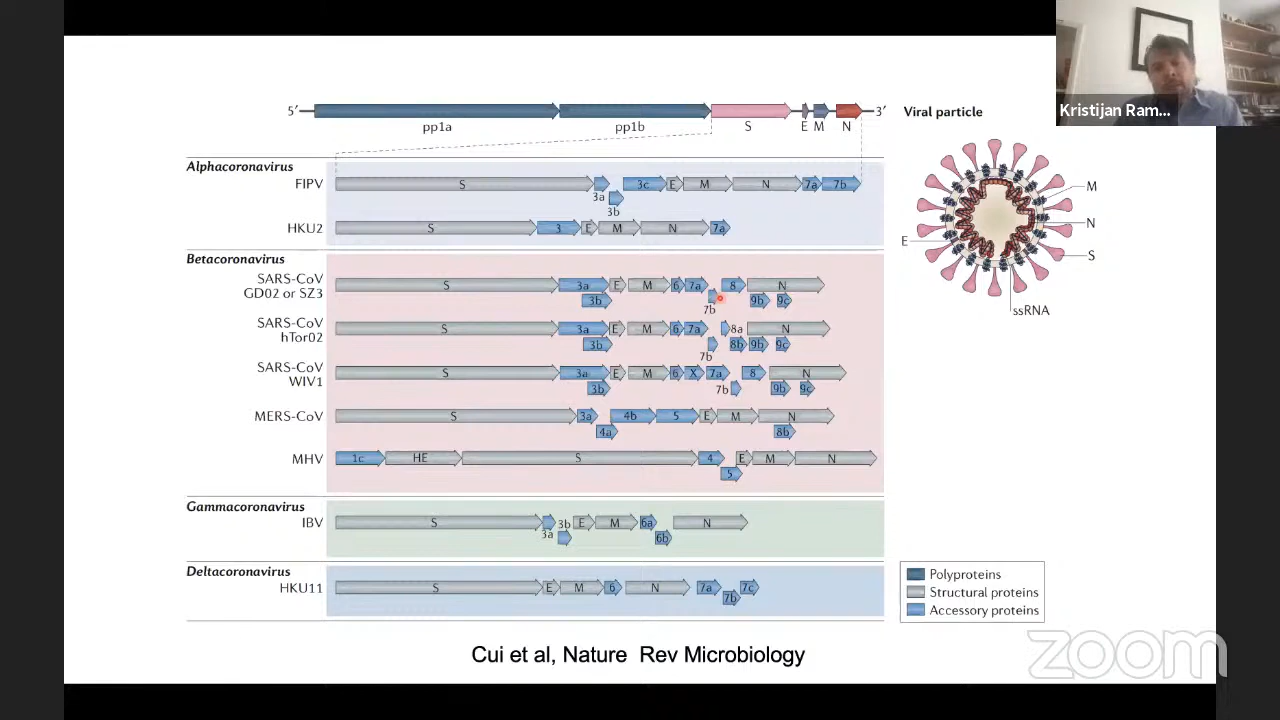 Kristijan Ram...
5′ 3′ Viral particle
pp1a pp1b S E M N
Alphacoronavirus
FIPV S 3a 3b 3c E M N 7a 7b
HKU2 S 3 E M N 7a
Betacoronavirus
SARS-CoV
GD02 or SZ3 S 3a 3b E M 6 7a 7b 8 N 9b 9c
SARS-CoV
hTor02 S 3a 3b E M 6 7a 7b 8a 8b N 9b 9c
SARS-CoV
WIV1 S 3a 3b E M 6 X 7a 7b 8 N 9b 9c
MERS-CoV S 3a 4a 4b 5 E M N 8b
MHV 1c HE S 4 5 E M N
Gammacoronavirus
IBV S 3a 3b E M 6a 6b N
Deltacoronavirus
HKU11 S E M 6 N 7a 7b 7c
M
N
E
S
ssRNA
Polyproteins
Structural proteins
Accessory proteins
Cui et al, Nature Rev Microbiology
zoom